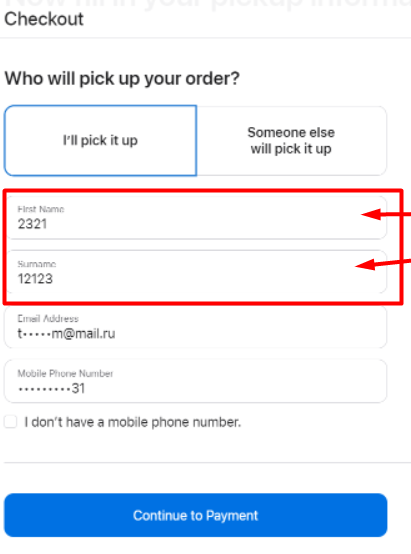 Checkout
Who will pick up your order?
I'll pick it up
Someone else
will pick it up
First Name
2321
Surname
12123
Email Address
t•••••m@mail.ru
Mobile Phone Number
•••••••••31
I don't have a mobile phone number.
Continue to Payment